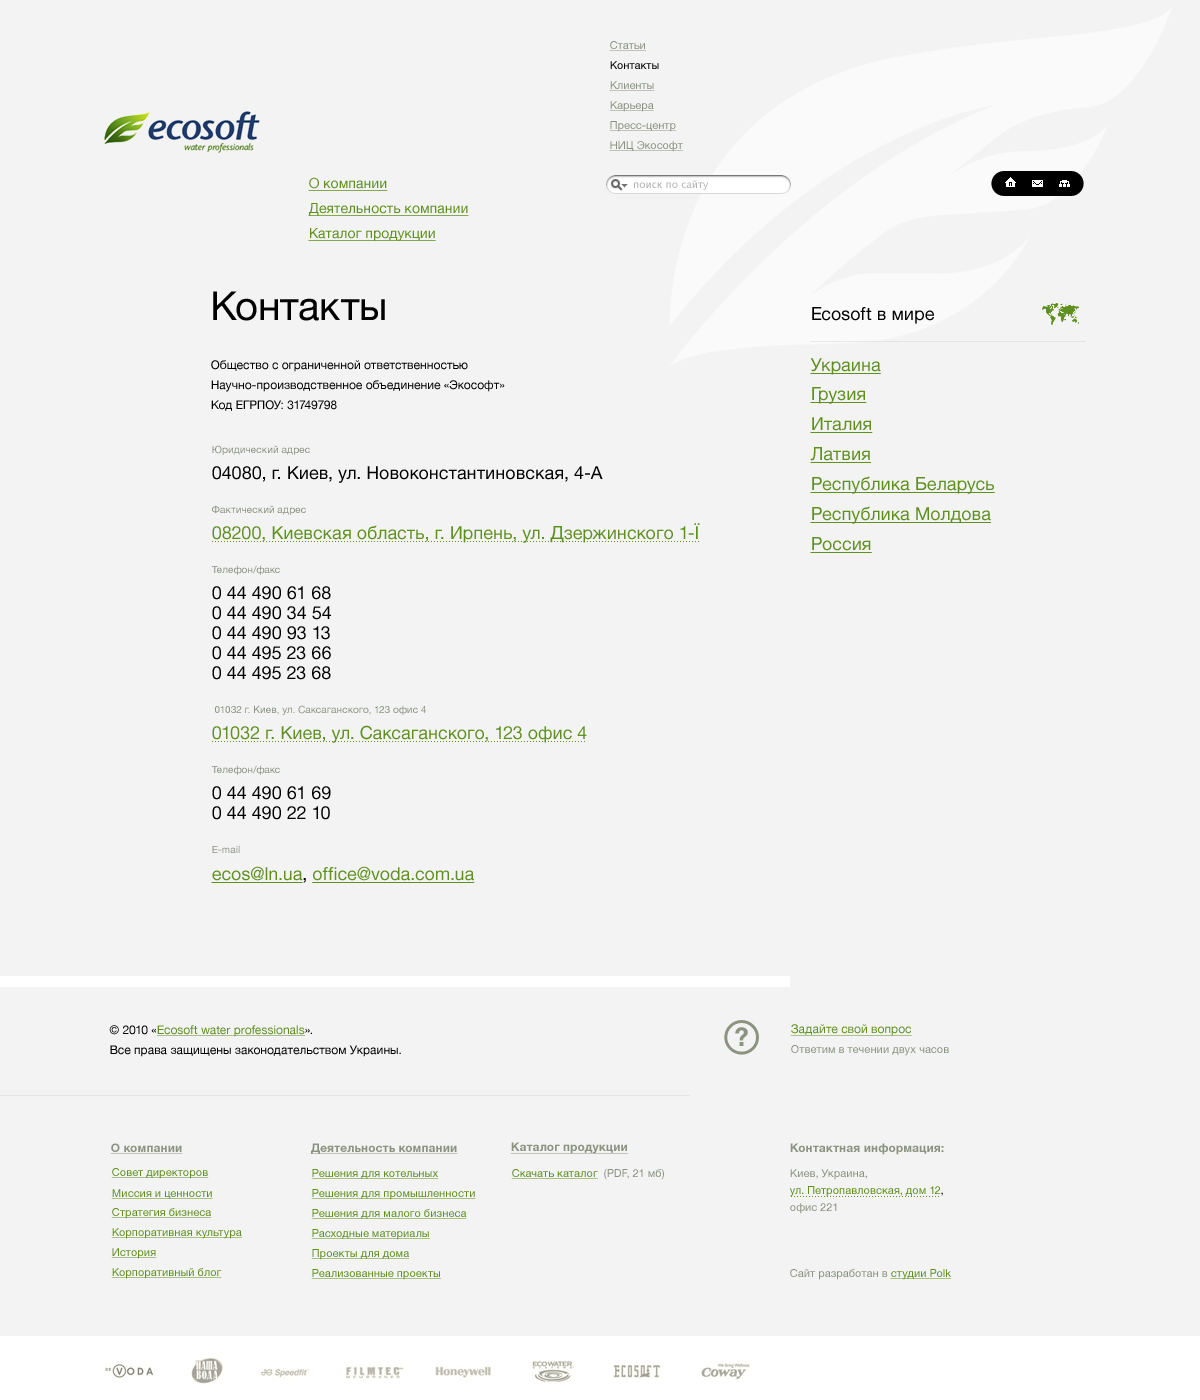 Статьи
Контакты
Клиенты
Карьера
Пресс-центр
НИЦ Экософт
ecosoft
water professionals
поиск по сайту
О компании
Деятельность компании
Каталог продукции
Контакты
Общество с ограниченной ответственностью
Научно-производственное объединение «Экософт»
Код ЕГРПОУ: 31749798
Юридический адрес
04080, г. Киев, ул. Новоконстантиновская, 4-А
Фактический адрес
08200, Киевская область, г. Ирпень, ул. Дзержинского 1-Ї
Телефон/факс
0 44 490 61 68
0 44 490 34 54
0 44 490 93 13
0 44 495 23 66
0 44 495 23 68
01032 г. Киев, ул. Саксаганского, 123 офис 4
01032 г. Киев, ул. Саксаганского, 123 офис 4
Телефон/факс
0 44 490 61 69
0 44 490 22 10
E-mail
ecos@ln.ua, office@voda.com.ua
Ecosoft в мире
Украина
Грузия
Италия
Латвия
Республика Беларусь
Республика Молдова
Россия
© 2010 «Ecosoft water professionals».
Все права защищены законодательством Украины.
?
Задайте свой вопрос
Ответим в течении двух часов
О компании
Совет директоров
Миссия и ценности
Стратегия бизнеса
Корпоративная культура
История
Корпоративный блог
Деятельность компании
Решения для котельных
Решения для промышленности
Решения для малого бизнеса
Расходные материалы
Проекты для дома
Реализованные проекты
Каталог продукции
Скачать каталог (PDF, 21 мб)
Контактная информация:
Киев, Украина,
ул. Петропавловская, дом 12,
офис 221
Сайт разработан в студии Polk
VODA
НАША
ВОДА
JG Speedfit
FILMTEC
Honeywell
ECOWATER
ECOSOFT
Coway